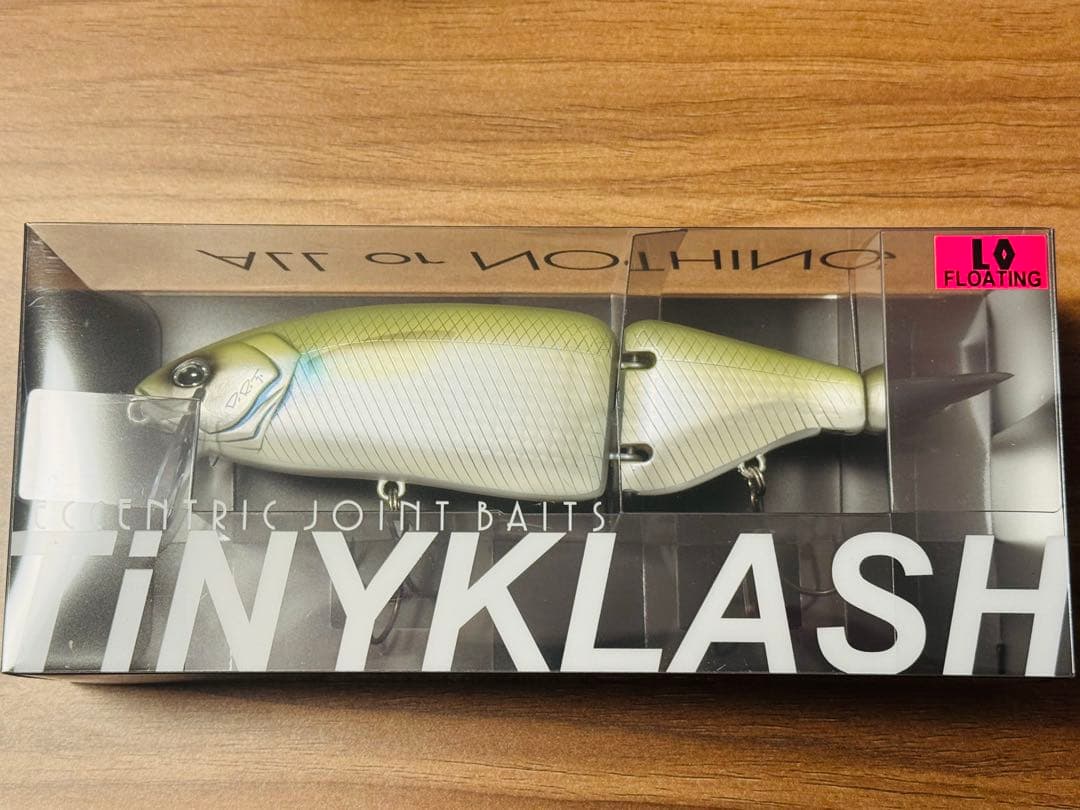 ALL or NOTHING
LO
FLOATING
D.R.T.
ECCENTRIC JOINT BAITS
TiNYKLASH